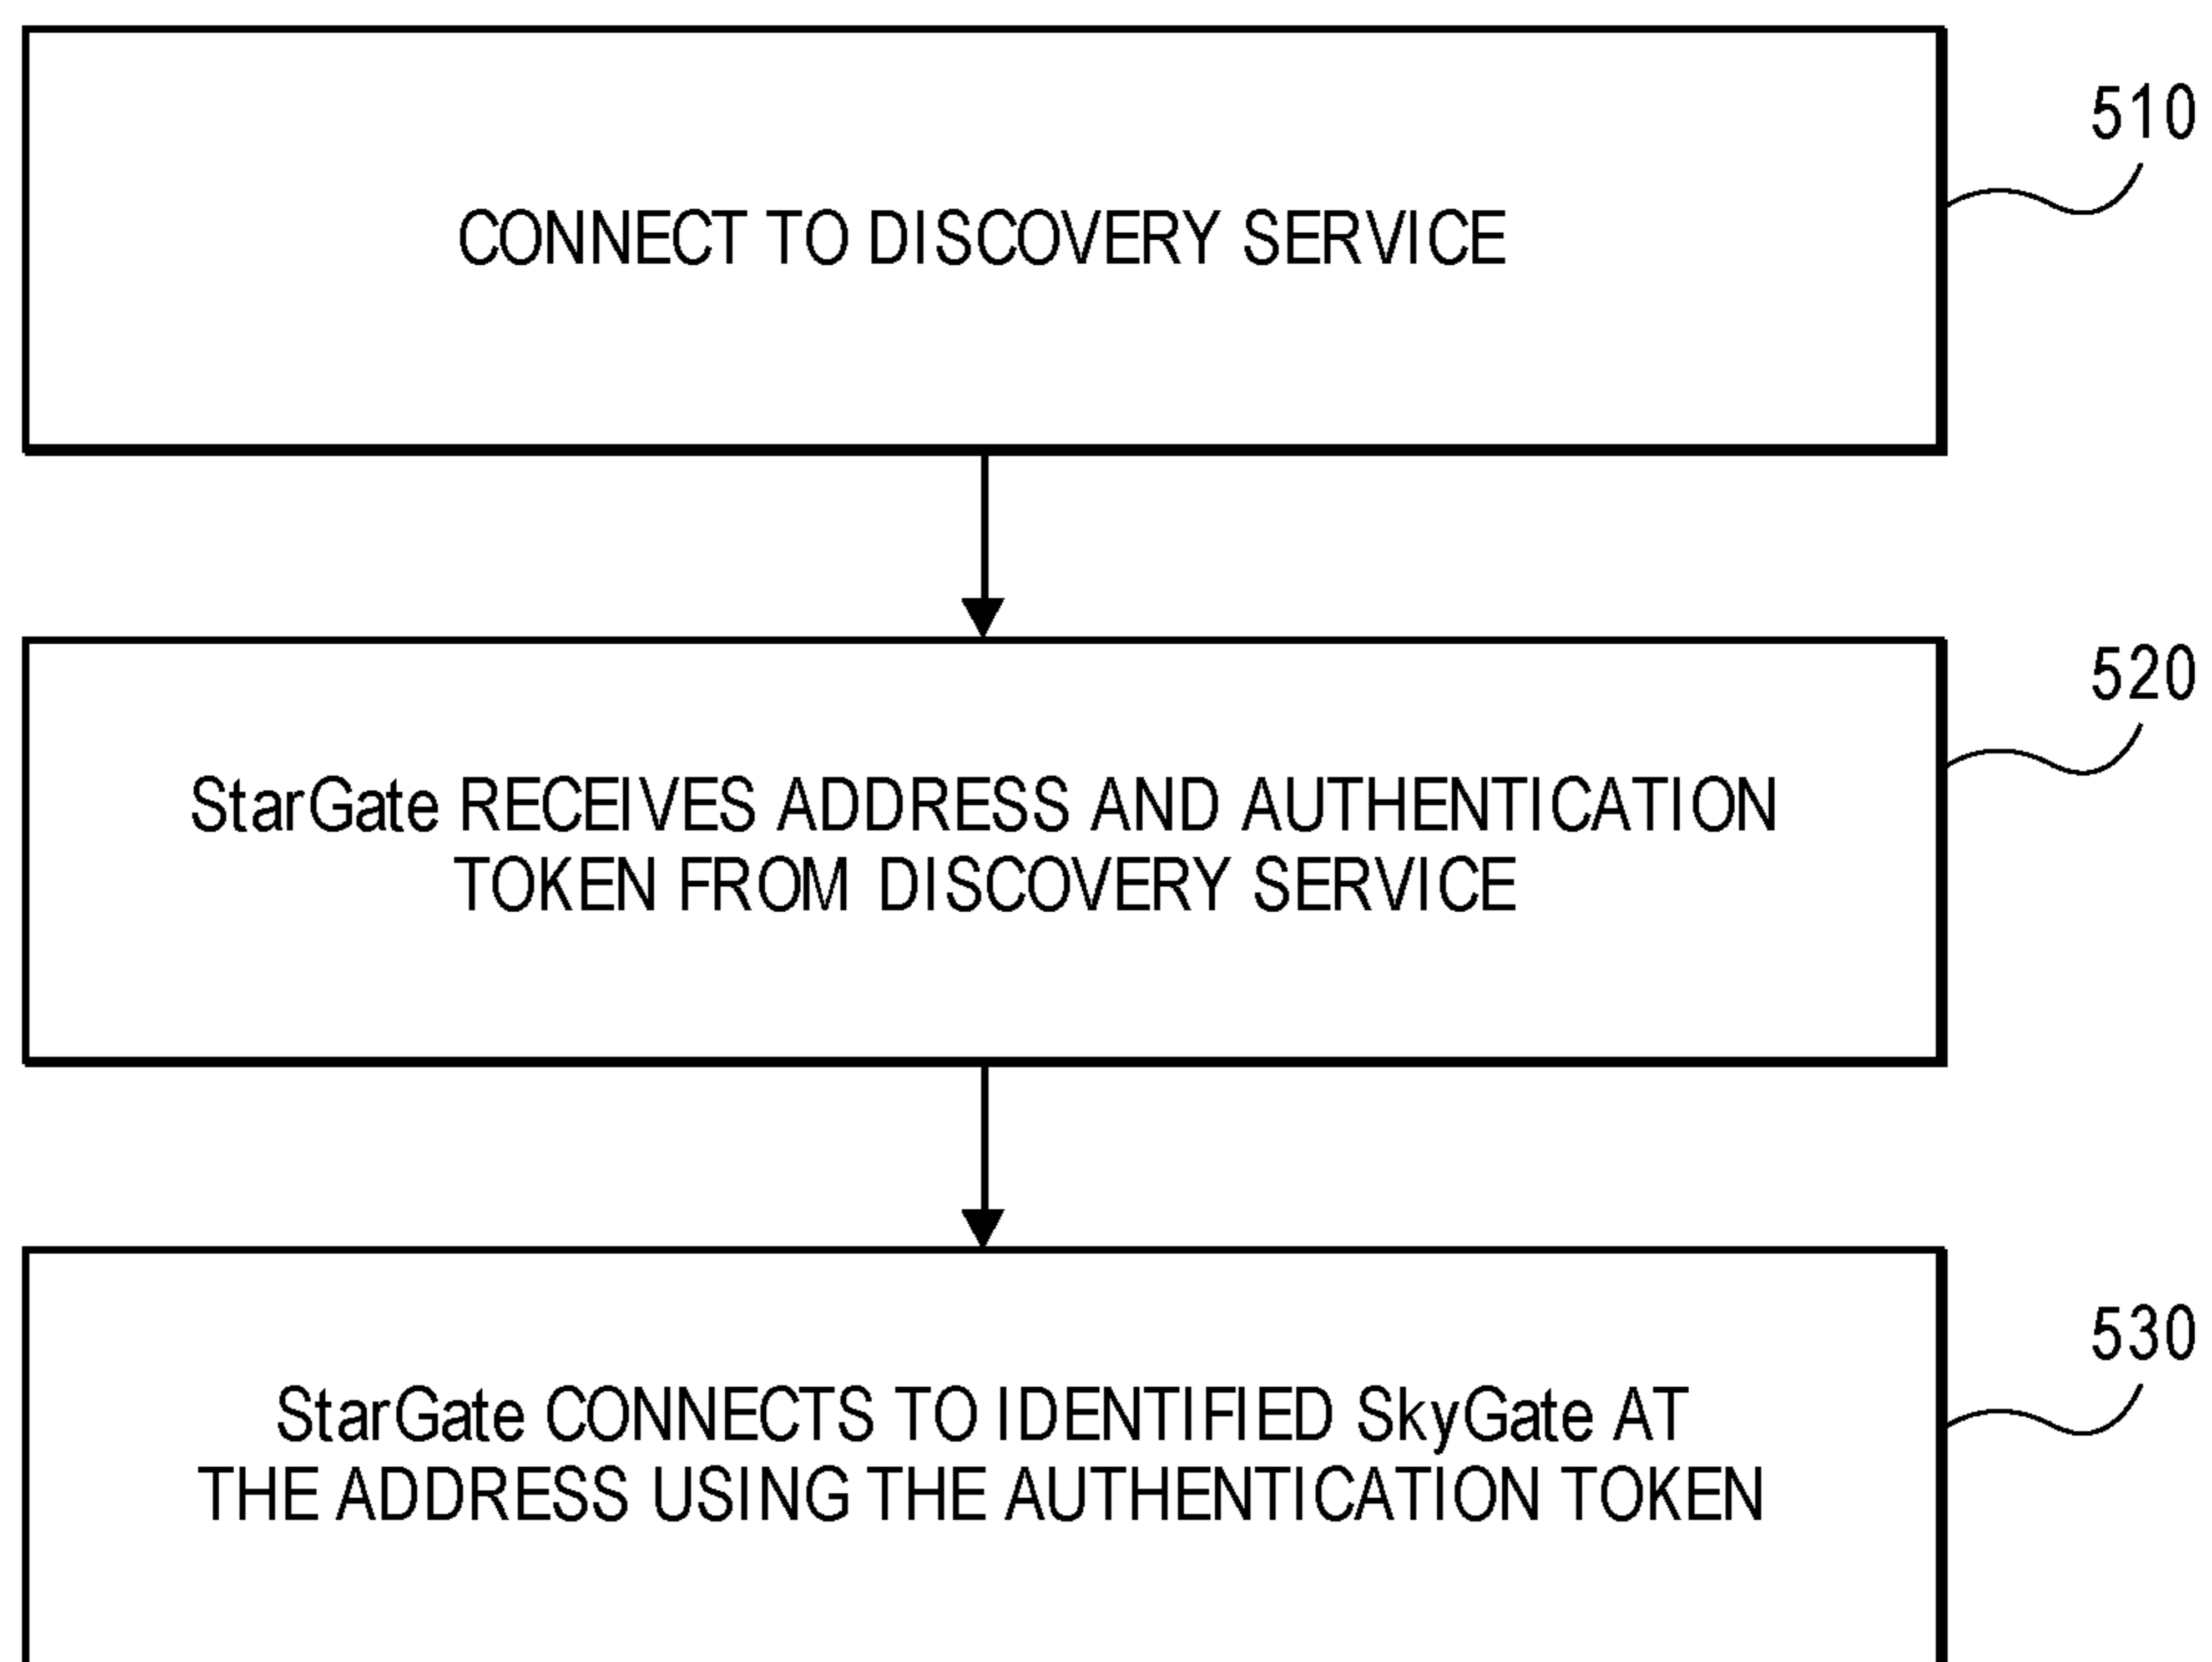 510
CONNECT TO DISCOVERY SERVICE
520
StarGate RECEIVES ADDRESS AND AUTHENTICATION
TOKEN FROM DISCOVERY SERVICE
530
StarGate CONNECTS TO IDENTIFIED SkyGate AT
THE ADDRESS USING THE AUTHENTICATION TOKEN